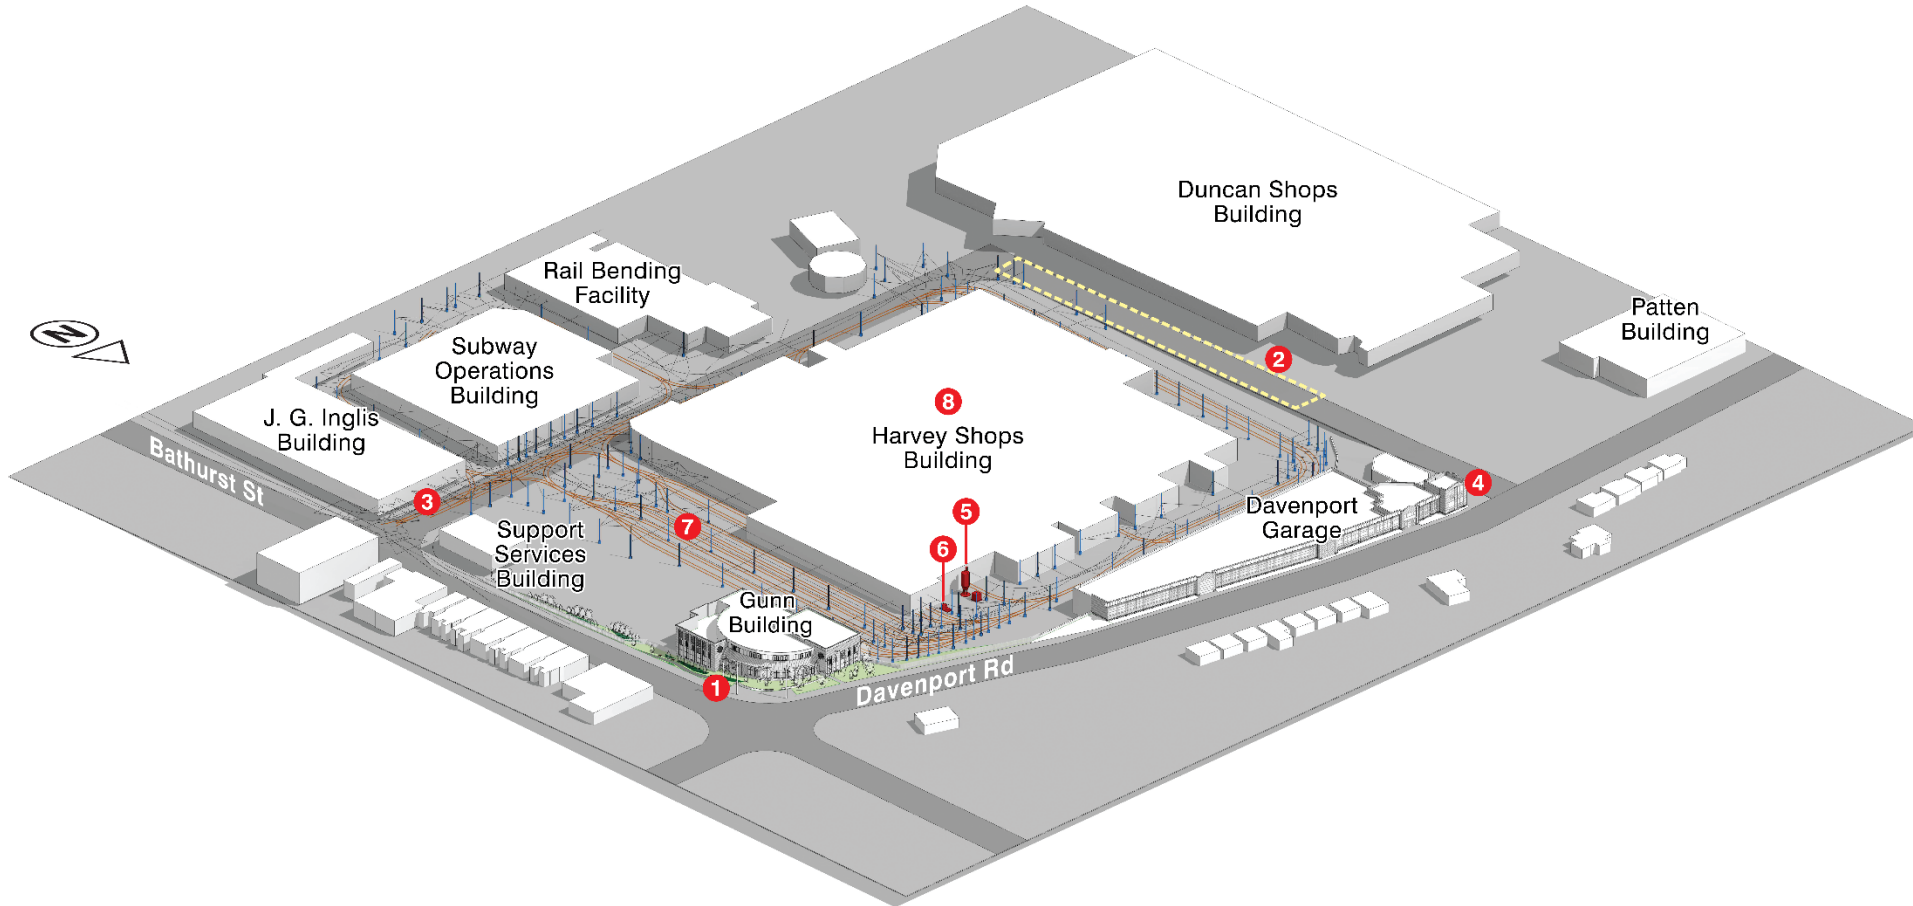 Duncan Shops
Building
Rail Bending
Facility
Patten
Building
N
Subway
Operations
Building
2
8
J. G. Inglis
Building
Harvey Shops
Building
Bathurst St
3
4
5
Davenport
Garage
7
Support
Services
Building
6
Gunn
Building
1
Davenport Rd